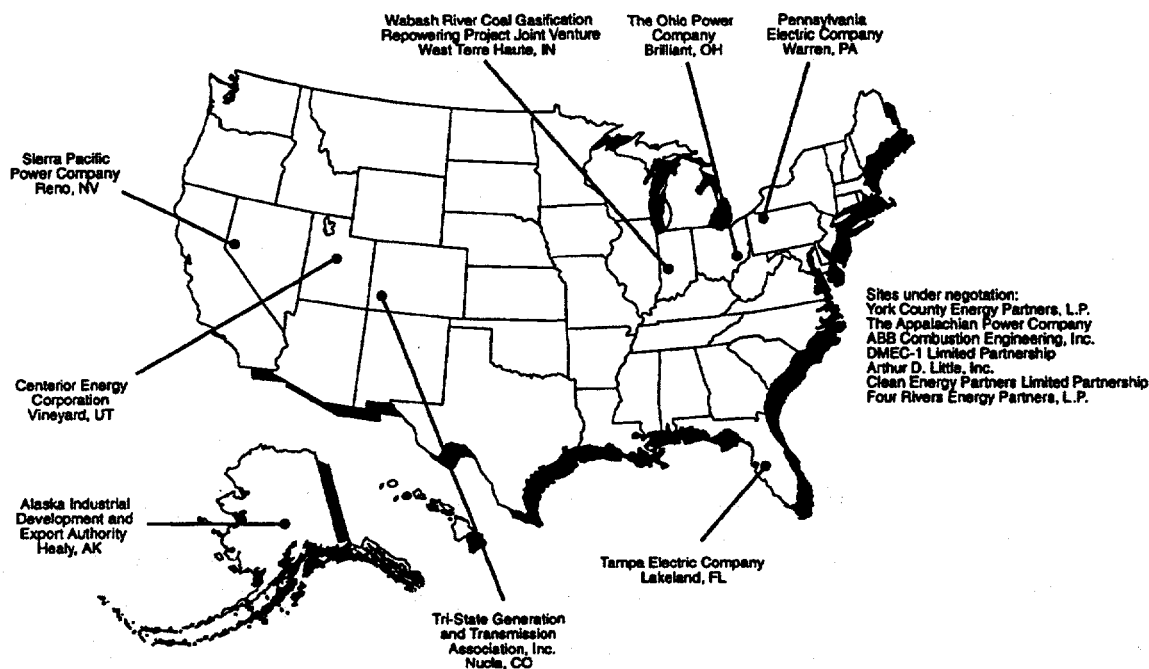 Wabash River Coal Gasification
Repowering Project Joint Venture
West Terre Haute, IN
The Ohio Power
Company
Brilliant, OH
Pennsylvania
Electric Company
Warren, PA
Sierra Pacific
Power Company
Reno, NV
Sites under negotation:
York County Energy Partners, L.P.
The Appalachian Power Company
ABB Combustion Engineering, Inc.
DMEC-1 Limited Partnership
Arthur D. Little, Inc.
Clean Energy Partners Limited Partnership
Four Rivers Energy Partners, L.P.
Centerior Energy
Corporation
Vineyard, UT
Alaska Industrial
Development and
Export Authority
Healy, AK
Tampa Electric Company
Lakeland, FL
Tri-State Generation
and Transmission
Association, Inc.
Nucla, CO